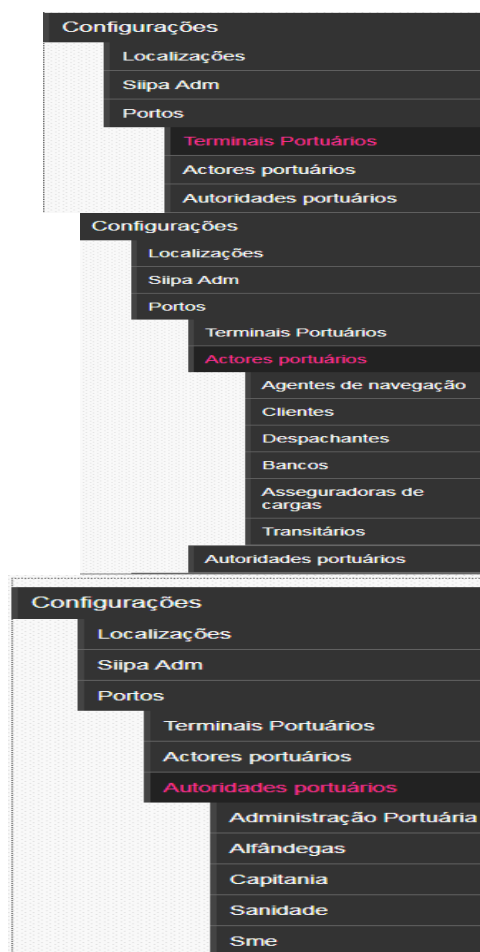 Configurações
Localizações
Siipa Adm
Portos
Terminais Portuários
Actores portuários
Autoridades portuários
Configurações
Localizações
Siipa Adm
Portos
Terminais Portuários
Actores portuários
Agentes de navegação
Clientes
Despachantes
Bancos
Asseguradoras de
cargas
Transitários
Autoridades portuários
Configurações
Localizações
Siipa Adm
Portos
Terminais Portuários
Actores portuários
Autoridades portuários
Administração Portuária
Alfândegas
Capitania
Sanidade
Sme